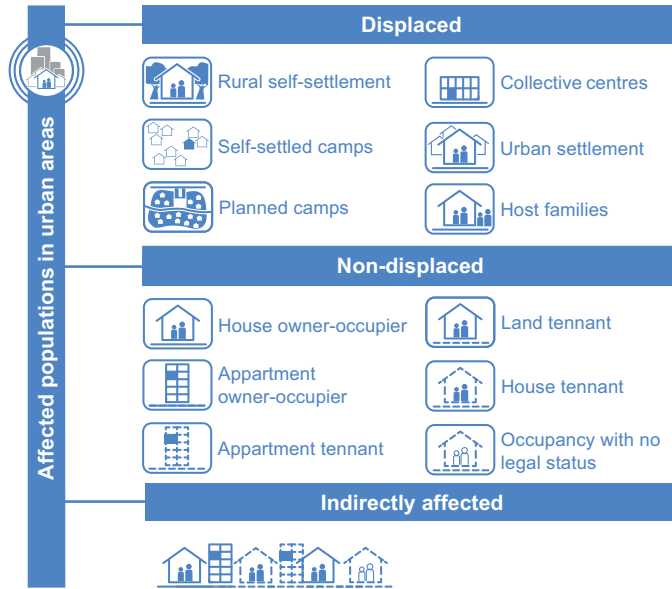 Affected populations in urban areas
Displaced
Rural self-settlement
Collective centres
Self-settled camps
Urban settlement
Planned camps
Host families
Non-displaced
House owner-occupier
Land tennant
Appartment
owner-occupier
House tennant
Appartment tennant
Occupancy with no
legal status
Indirectly affected